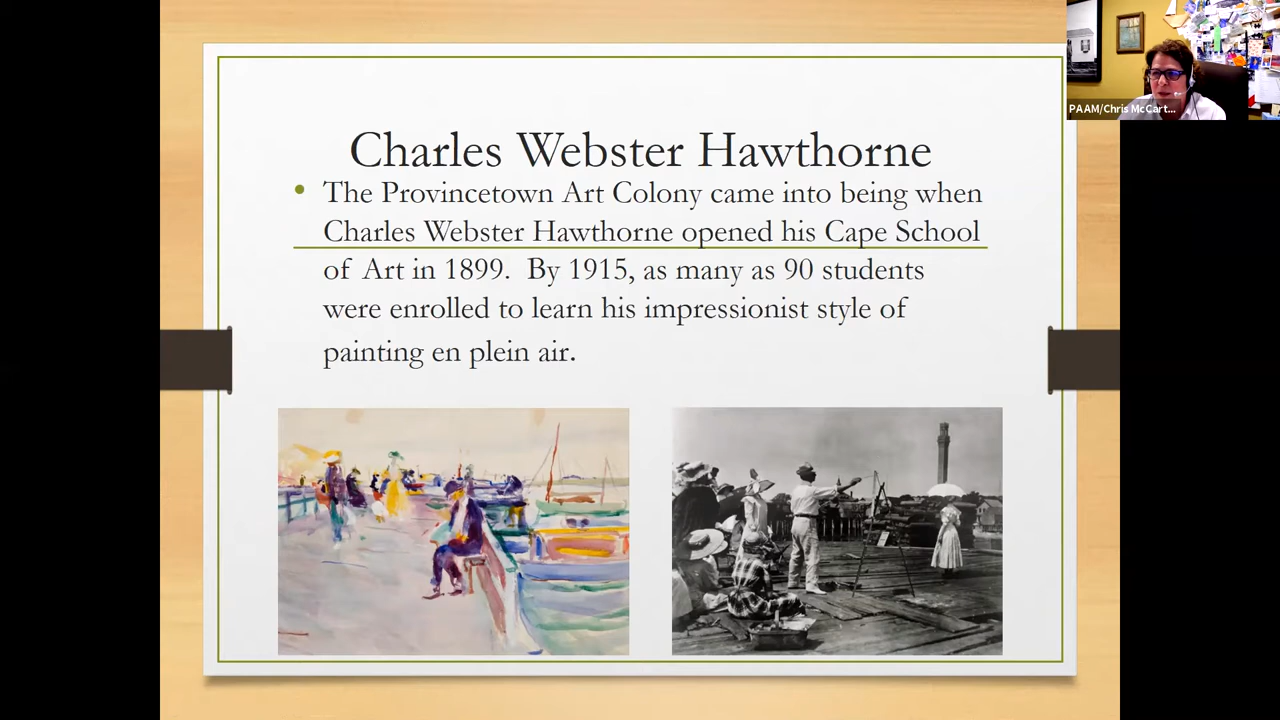 PAAM/Chris McCart...
Charles Webster Hawthorne
• The Provincetown Art Colony came into being when
Charles Webster Hawthorne opened his Cape School
of Art in 1899.  By 1915, as many as 90 students
were enrolled to learn his impressionist style of
painting en plein air.